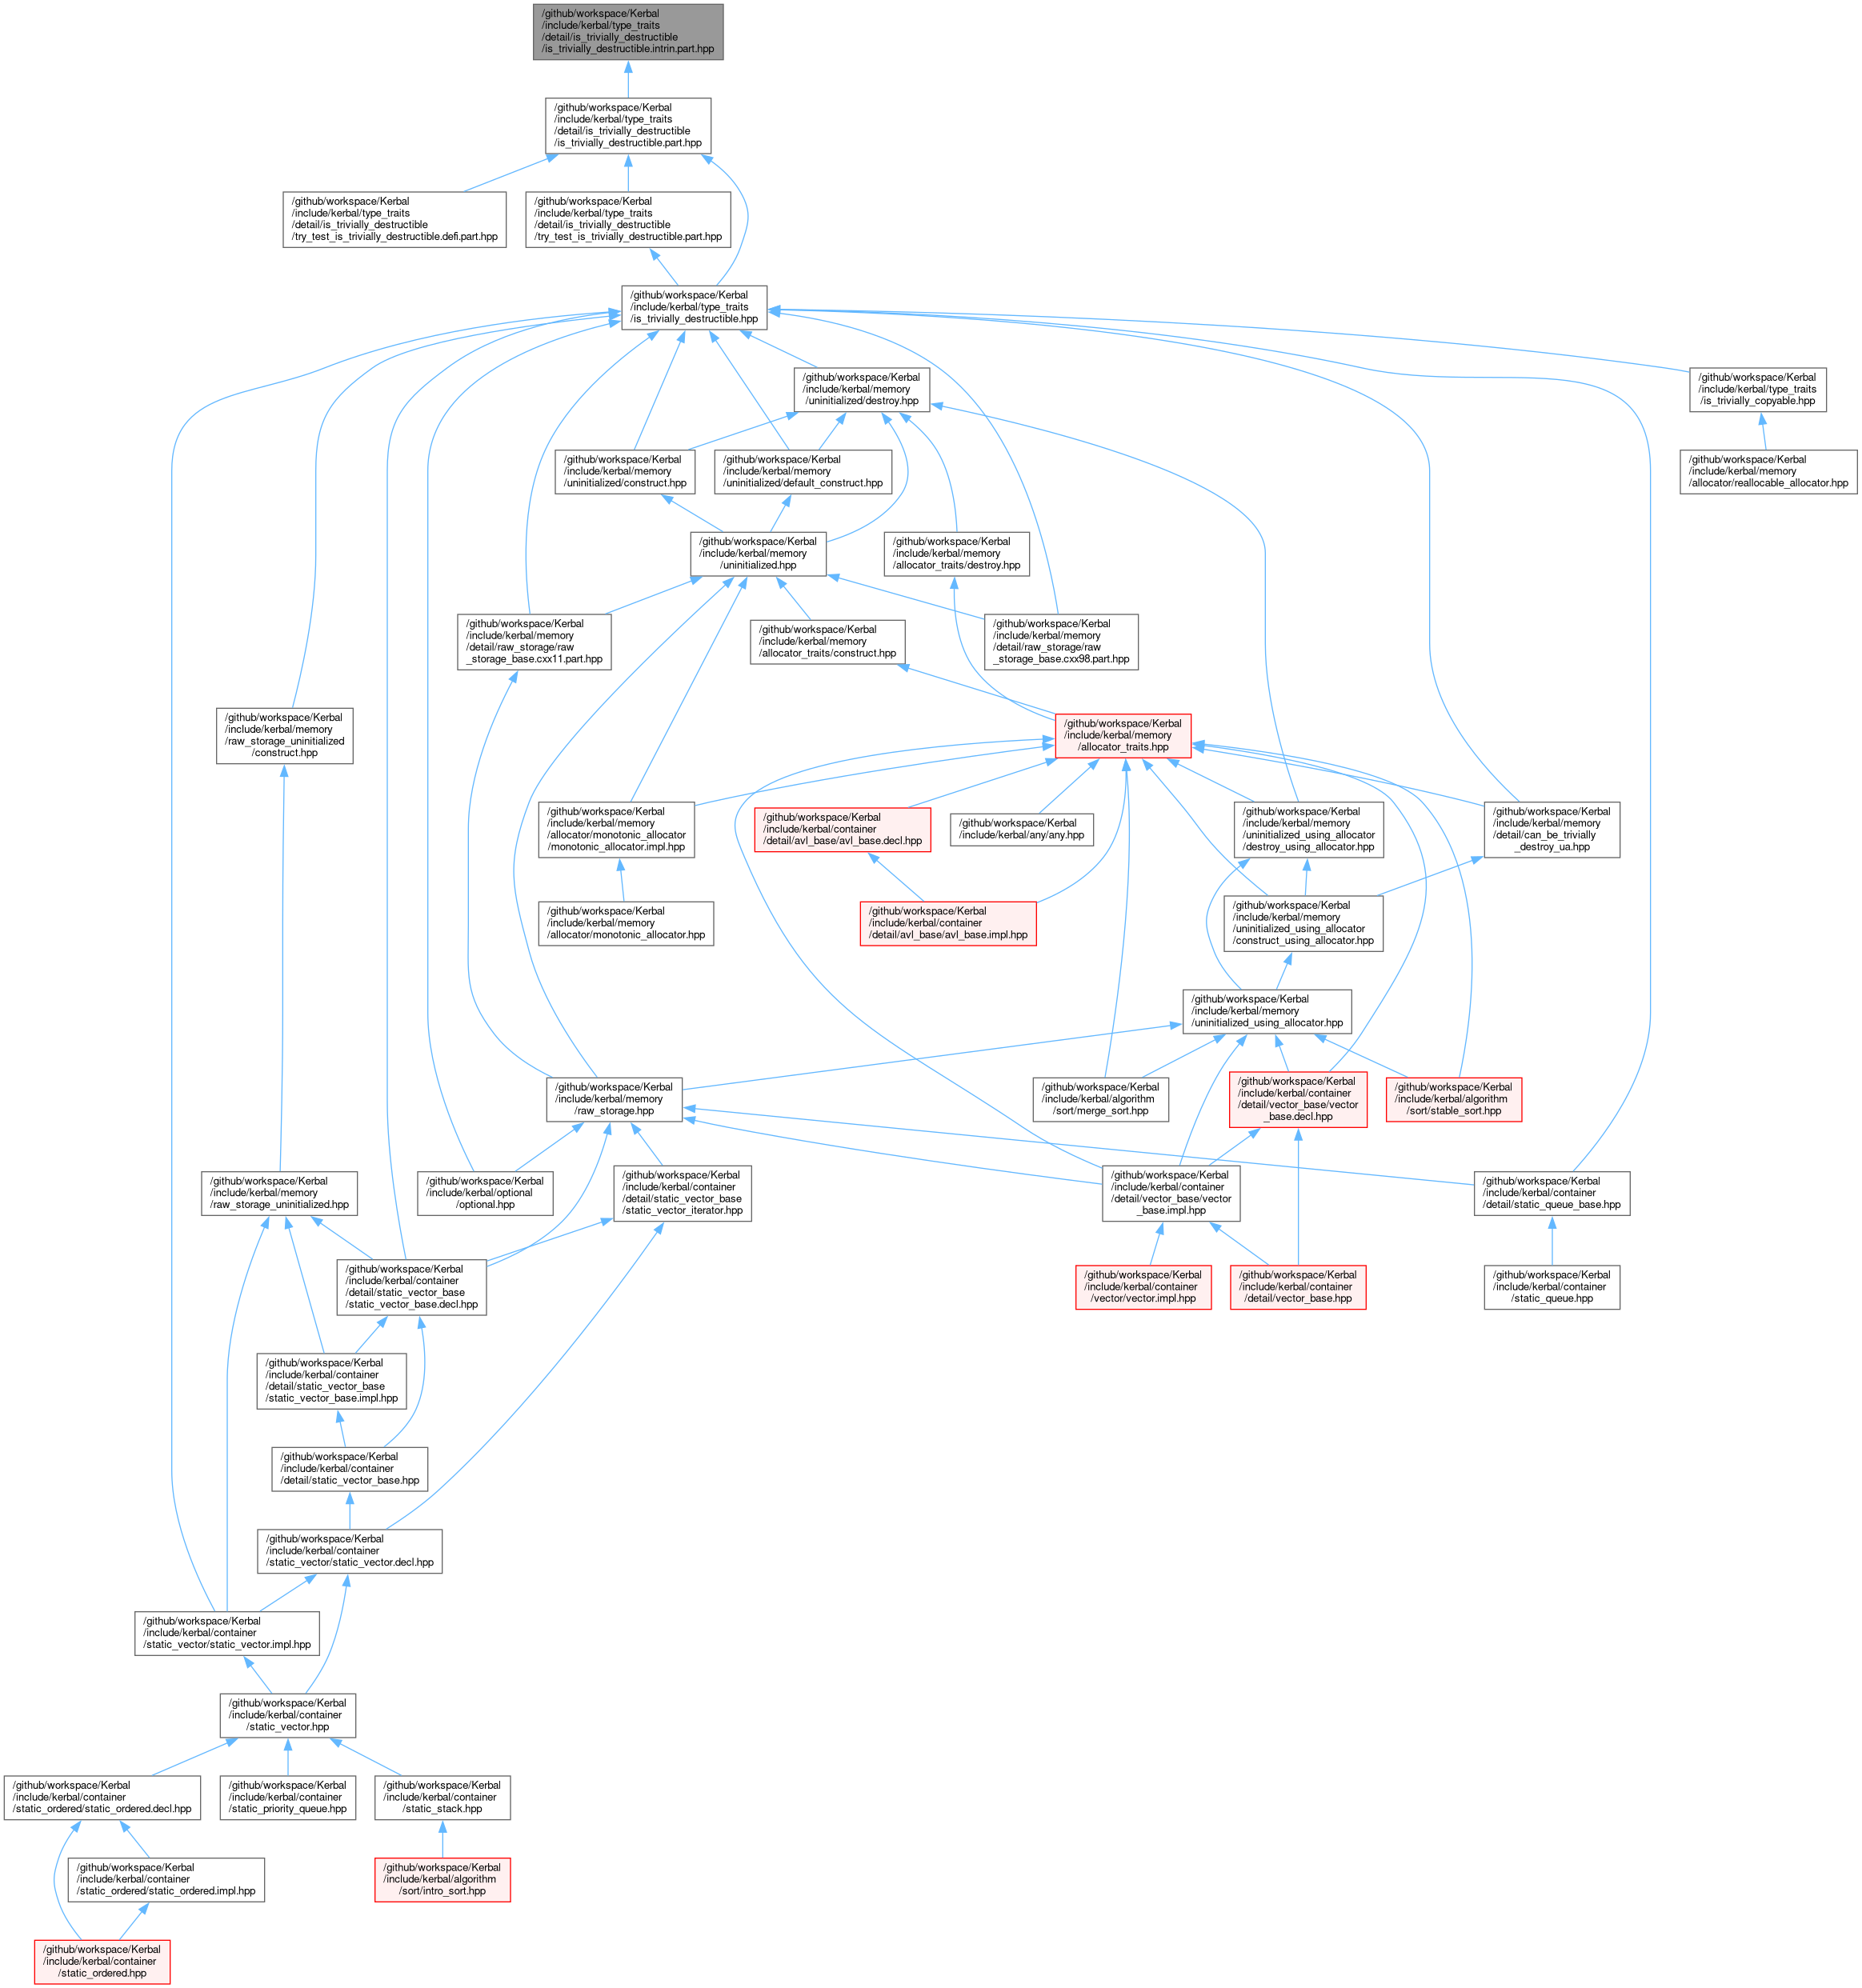 /github/workspace/Kerbal
/include/kerbal/type_traits
/detail/is_trivially_destructible
/is_trivially_destructible.intrin.part.hpp
/github/workspace/Kerbal
/include/kerbal/type_traits
/detail/is_trivially_destructible
/is_trivially_destructible.part.hpp
/github/workspace/Kerbal
/include/kerbal/type_traits
/detail/is_trivially_destructible
/try_test_is_trivially_destructible.defi.part.hpp
/github/workspace/Kerbal
/include/kerbal/type_traits
/detail/is_trivially_destructible
/try_test_is_trivially_destructible.part.hpp
/github/workspace/Kerbal
/include/kerbal/type_traits
/is_trivially_destructible.hpp
/github/workspace/Kerbal
/include/kerbal/memory
/uninitialized/destroy.hpp
/github/workspace/Kerbal
/include/kerbal/type_traits
/is_trivially_copyable.hpp
/github/workspace/Kerbal
/include/kerbal/memory
/uninitialized/construct.hpp
/github/workspace/Kerbal
/include/kerbal/memory
/uninitialized/default_construct.hpp
/github/workspace/Kerbal
/include/kerbal/memory
/allocator/reallocable_allocator.hpp
/github/workspace/Kerbal
/include/kerbal/memory
/uninitialized.hpp
/github/workspace/Kerbal
/include/kerbal/memory
/allocator_traits/destroy.hpp
/github/workspace/Kerbal
/include/kerbal/memory
/detail/raw_storage/raw
_storage_base.cxx11.part.hpp
/github/workspace/Kerbal
/include/kerbal/memory
/allocator_traits/construct.hpp
/github/workspace/Kerbal
/include/kerbal/memory
/detail/raw_storage/raw
_storage_base.cxx98.part.hpp
/github/workspace/Kerbal
/include/kerbal/memory
/raw_storage_uninitialized
/construct.hpp
/github/workspace/Kerbal
/include/kerbal/memory
/allocator_traits.hpp
/github/workspace/Kerbal
/include/kerbal/memory
/allocator/monotonic_allocator
/monotonic_allocator.impl.hpp
/github/workspace/Kerbal
/include/kerbal/container
/detail/avl_base/avl_base.decl.hpp
/github/workspace/Kerbal
/include/kerbal/any/any.hpp
/github/workspace/Kerbal
/include/kerbal/memory
/uninitialized_using_allocator
/destroy_using_allocator.hpp
/github/workspace/Kerbal
/include/kerbal/memory
/detail/can_be_trivially
_destroy_ua.hpp
/github/workspace/Kerbal
/include/kerbal/memory
/allocator/monotonic_allocator.hpp
/github/workspace/Kerbal
/include/kerbal/container
/detail/avl_base/avl_base.impl.hpp
/github/workspace/Kerbal
/include/kerbal/memory
/uninitialized_using_allocator
/construct_using_allocator.hpp
/github/workspace/Kerbal
/include/kerbal/memory
/uninitialized_using_allocator.hpp
/github/workspace/Kerbal
/include/kerbal/memory
/raw_storage.hpp
/github/workspace/Kerbal
/include/kerbal/algorithm
/sort/merge_sort.hpp
/github/workspace/Kerbal
/include/kerbal/container
/detail/vector_base/vector
_base.decl.hpp
/github/workspace/Kerbal
/include/kerbal/algorithm
/sort/stable_sort.hpp
/github/workspace/Kerbal
/include/kerbal/memory
/raw_storage_uninitialized.hpp
/github/workspace/Kerbal
/include/kerbal/optional
/optional.hpp
/github/workspace/Kerbal
/include/kerbal/container
/detail/static_vector_base
/static_vector_iterator.hpp
/github/workspace/Kerbal
/include/kerbal/container
/detail/vector_base/vector
_base.impl.hpp
/github/workspace/Kerbal
/include/kerbal/container
/detail/static_queue_base.hpp
/github/workspace/Kerbal
/include/kerbal/container
/detail/static_vector_base
/static_vector_base.decl.hpp
/github/workspace/Kerbal
/include/kerbal/container
/vector/vector.impl.hpp
/github/workspace/Kerbal
/include/kerbal/container
/detail/vector_base.hpp
/github/workspace/Kerbal
/include/kerbal/container
/static_queue.hpp
/github/workspace/Kerbal
/include/kerbal/container
/detail/static_vector_base
/static_vector_base.impl.hpp
/github/workspace/Kerbal
/include/kerbal/container
/detail/static_vector_base.hpp
/github/workspace/Kerbal
/include/kerbal/container
/static_vector/static_vector.decl.hpp
/github/workspace/Kerbal
/include/kerbal/container
/static_vector/static_vector.impl.hpp
/github/workspace/Kerbal
/include/kerbal/container
/static_vector.hpp
/github/workspace/Kerbal
/include/kerbal/container
/static_ordered/static_ordered.decl.hpp
/github/workspace/Kerbal
/include/kerbal/container
/static_priority_queue.hpp
/github/workspace/Kerbal
/include/kerbal/container
/static_stack.hpp
/github/workspace/Kerbal
/include/kerbal/container
/static_ordered/static_ordered.impl.hpp
/github/workspace/Kerbal
/include/kerbal/algorithm
/sort/intro_sort.hpp
/github/workspace/Kerbal
/include/kerbal/container
/static_ordered.hpp